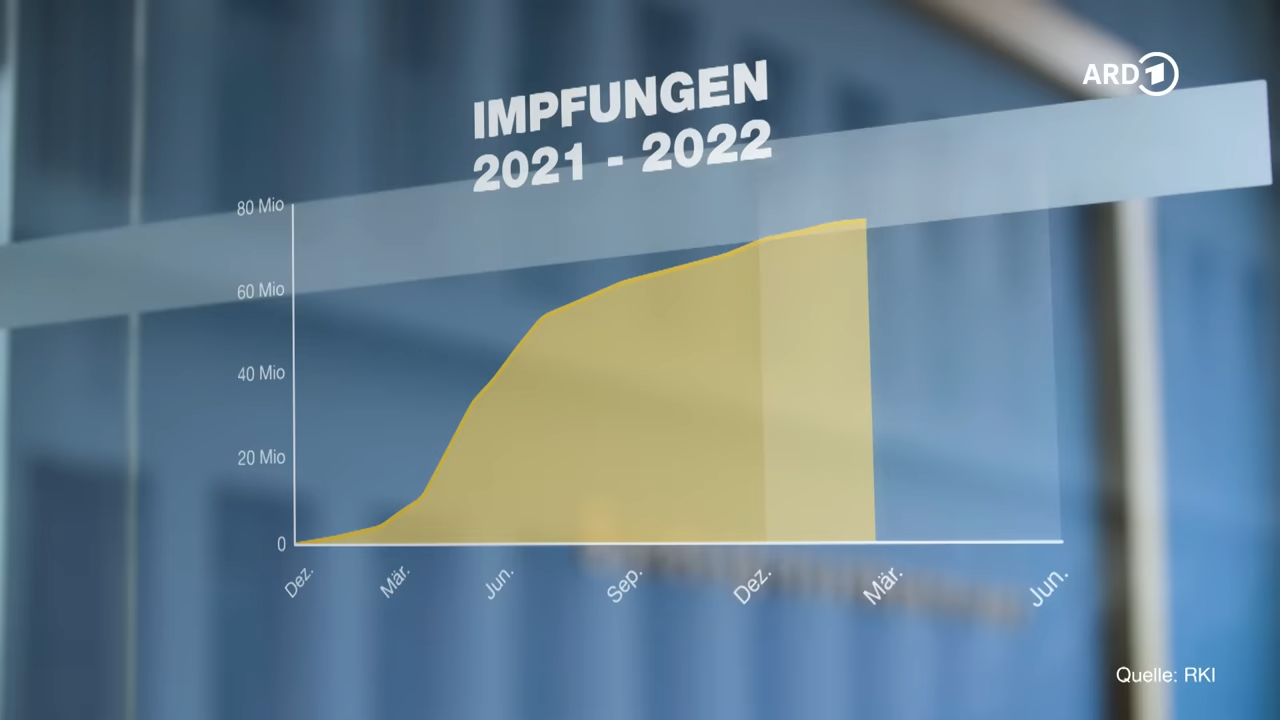 ARD 1
IMPFUNGEN
2021 - 2022
80 Mio
60 Mio
40 Mio
20 Mio
0
Dez.
Mär.
Jun.
Sep.
Dez.
Mär.
Jun.
Quelle: RKI